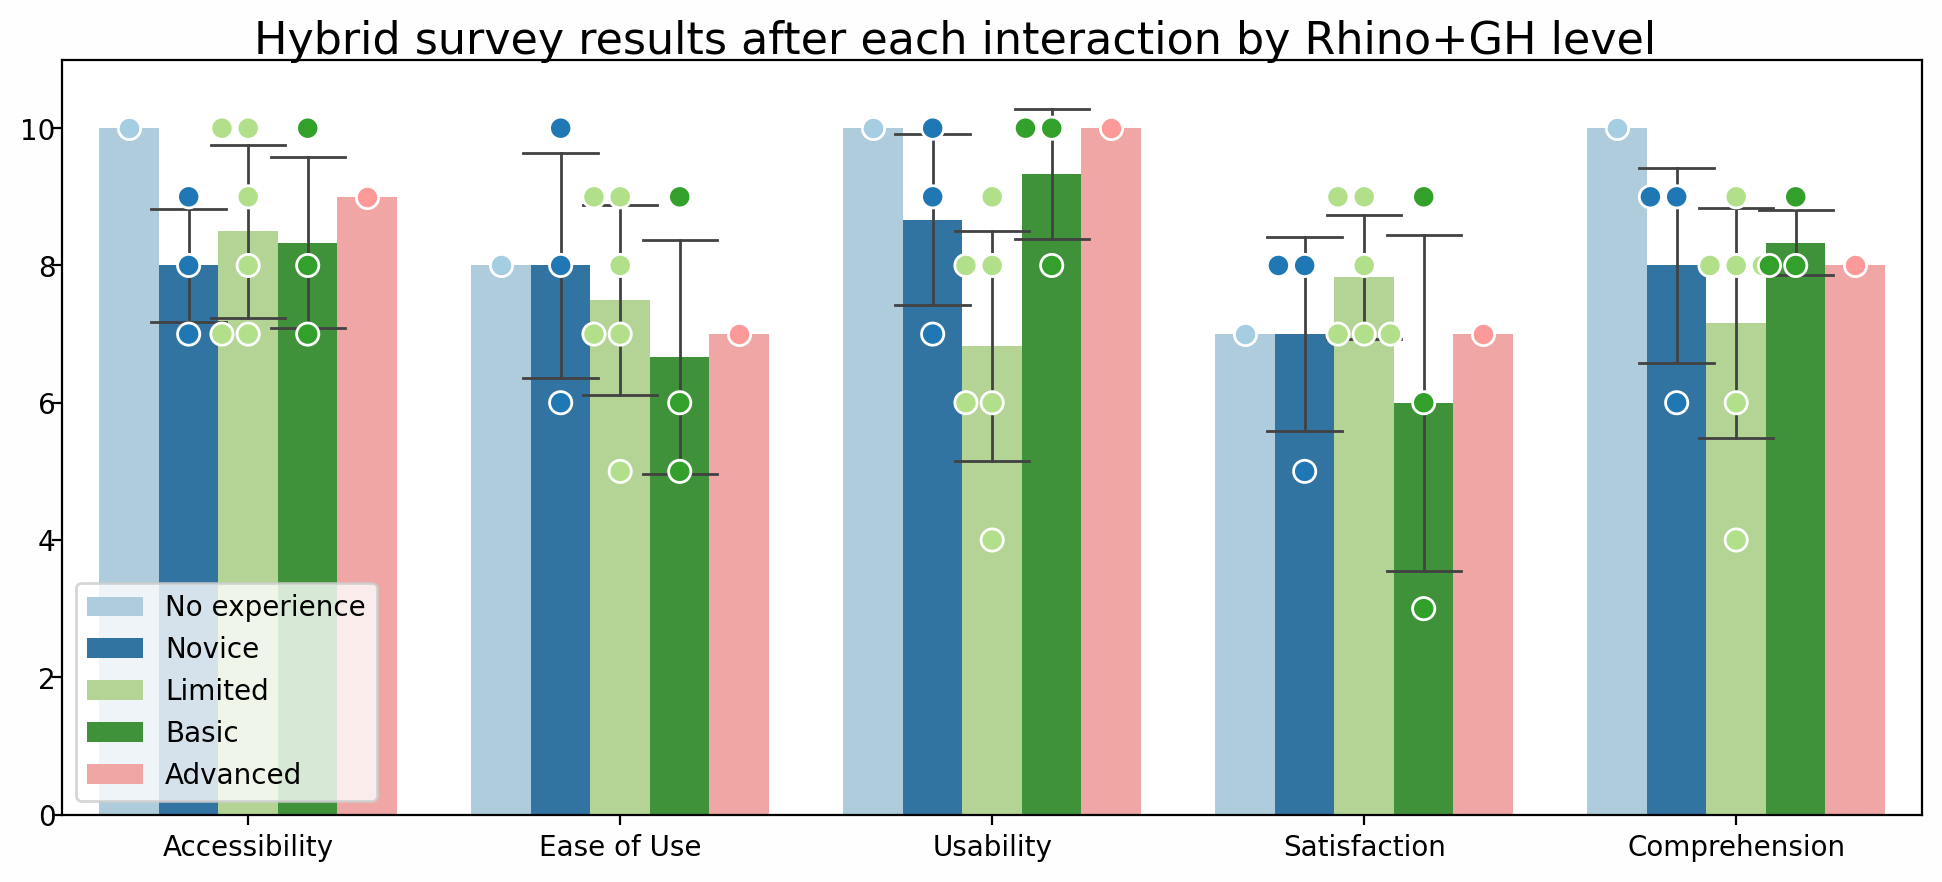 Hybrid survey results after each interaction by Rhino+GH level
10
8
6
4
2
0
No experience
Novice
Limited
Basic
Advanced
Accessibility
Ease of Use
Usability
Satisfaction
Comprehension